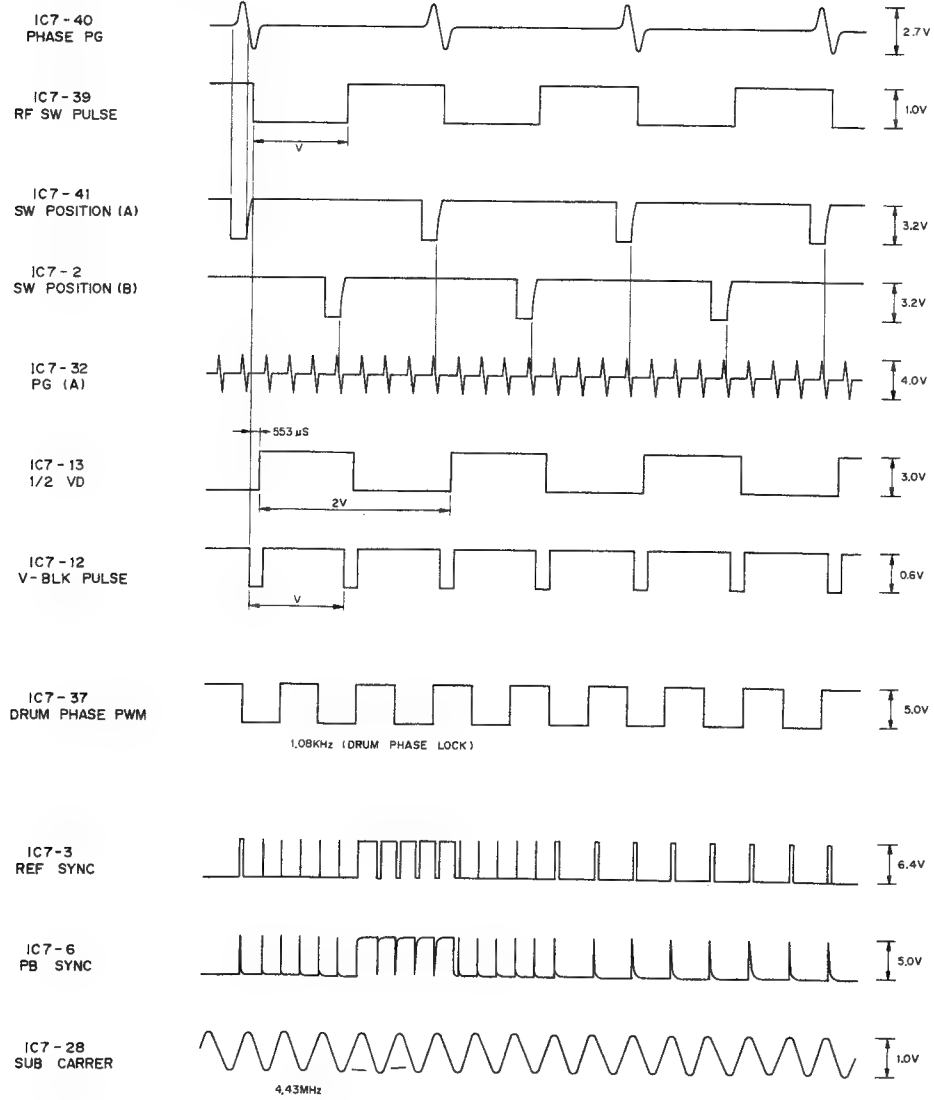 IC7-40
PHASE PG
2.7V
IC7-39
RF SW PULSE
1.0V
V
IC7-41
SW POSITION (A)
3.2V
IC7-2
SW POSITION (B)
3.2V
IC7-32
PG (A)
4.0V
553 µS
IC7-13
1/2 VD
3.0V
2V
IC7-12
V-BLK PULSE
0.6V
V
IC7-37
DRUM PHASE PWM
5.0V
1.08KHz (DRUM PHASE LOCK)
IC7-3
REF SYNC
6.4V
IC7-6
PB SYNC
5.0V
IC7-28
SUB CARRER
1.0V
4.43MHz